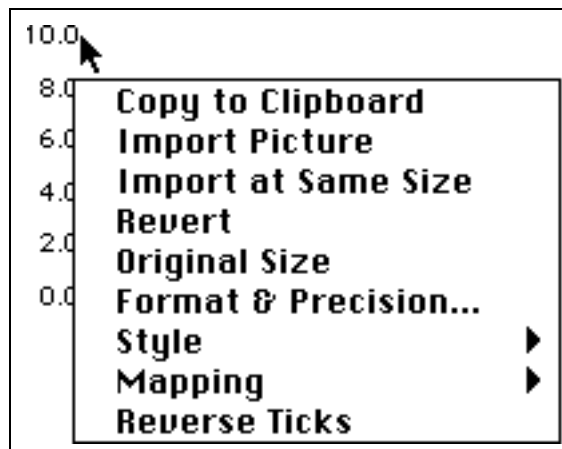 10.0
8.0
Copy to Clipboard
6.0
Import Picture
4.0
Import at Same Size
Revert
2.0
Original Size
0.0
Format & Precision...
Style
Mapping
Reverse Ticks